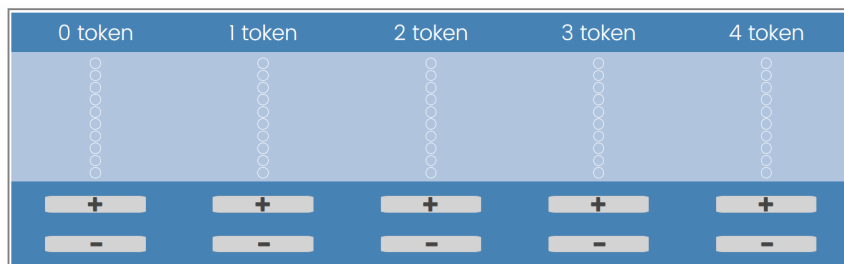 0 token 1 token 2 token 3 token 4 token
+ + + + +
- - - - -